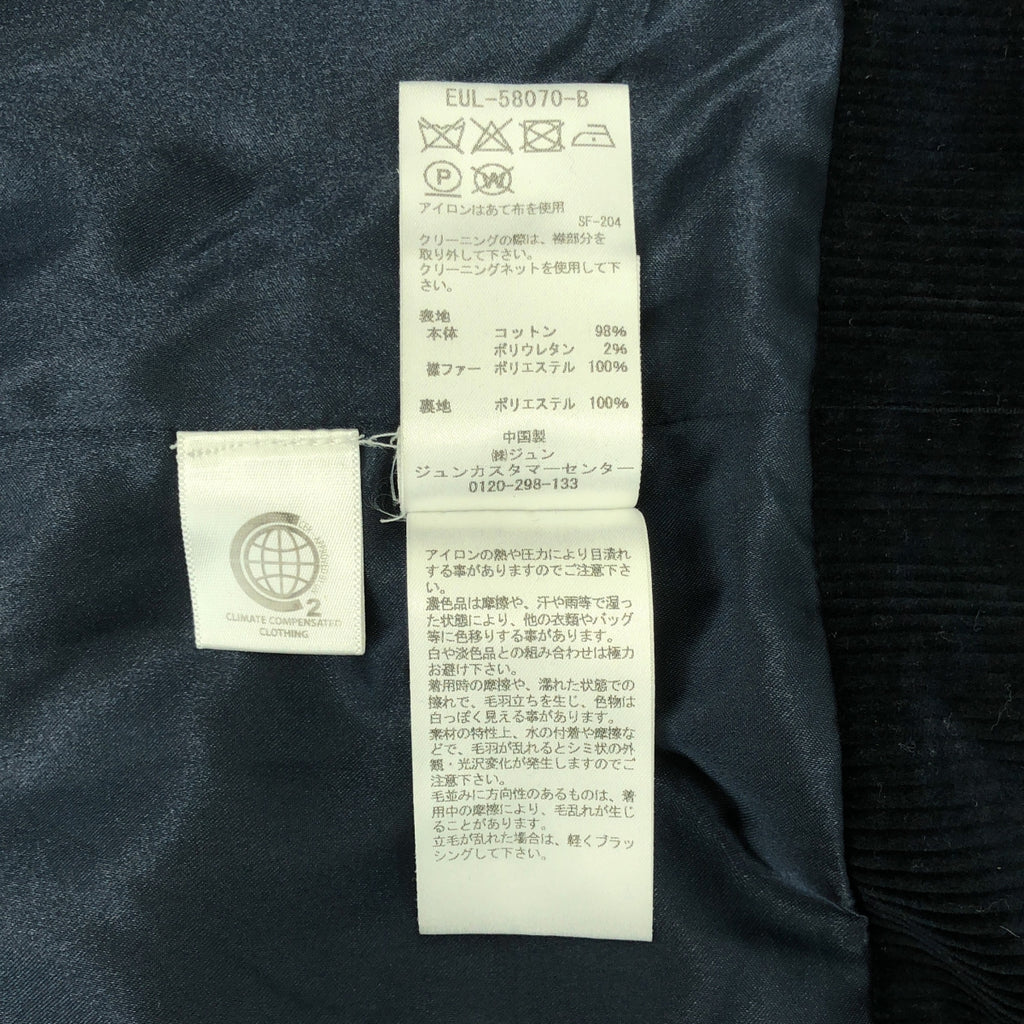 EUL-58070-B
P
W
アイロンはあて布を使用
SF-204
クリーニングの際は、襟部分を
取り外して下さい。
クリーニングネットを使用して下
さい。
表地
本体 コットン 98%
ポリウレタン 2%
襟ファー ポリエステル 100%
裏地 ポリエステル 100%
中国製
㈱ジュン
ジュンカスタマーセンター
0120-298-133
2
CLIMATE COMPENSATED
CLOTHING
アイロンの熱や圧力により目潰れ
する事がありますのでご注意下さ
い。
濃色品は摩擦や、汗や雨等で湿っ
た状態により、他の衣類やバッグ
等に色移りする事があります。
白や淡色品との組み合わせは極力
お避け下さい。
着用時の摩擦や、濡れた状態での
擦れで、毛羽立ちを生じ、色物は
白っぽく見える事があります。
素材の特性上、水の付着や摩擦な
どで、毛羽が乱れるとシミ状の外
観・光沢変化が発生しますのでご
注意下さい。
毛並みに方向性のあるものは、着
用中の摩擦により、毛乱れが生じ
ることがあります。
立毛が乱れた場合は、軽くブラッ
シングして下さい。